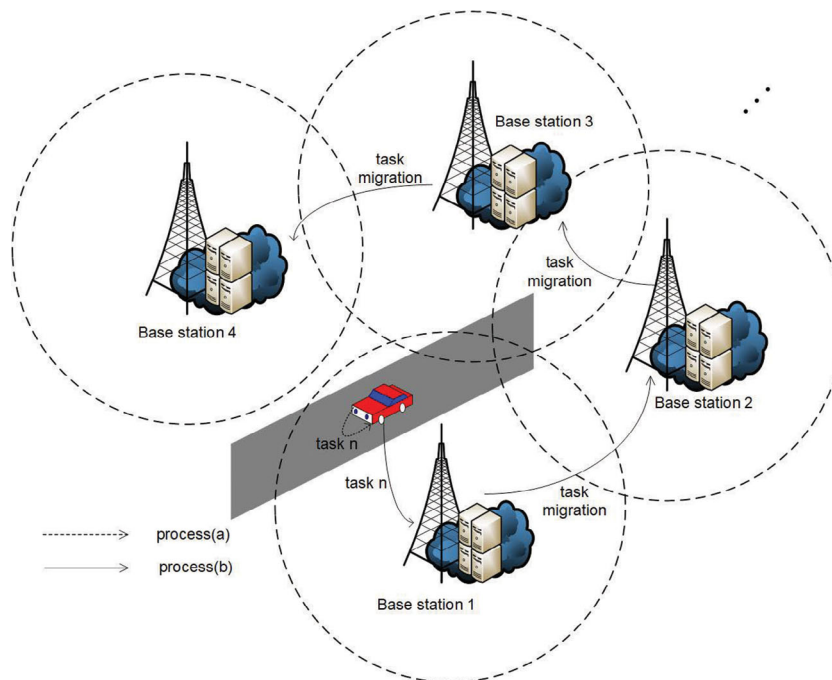 Base station 3
task
migration
task
migration
Base station 4
Base station 2
task n
task n
task
migration
process(a)
process(b)
Base station 1